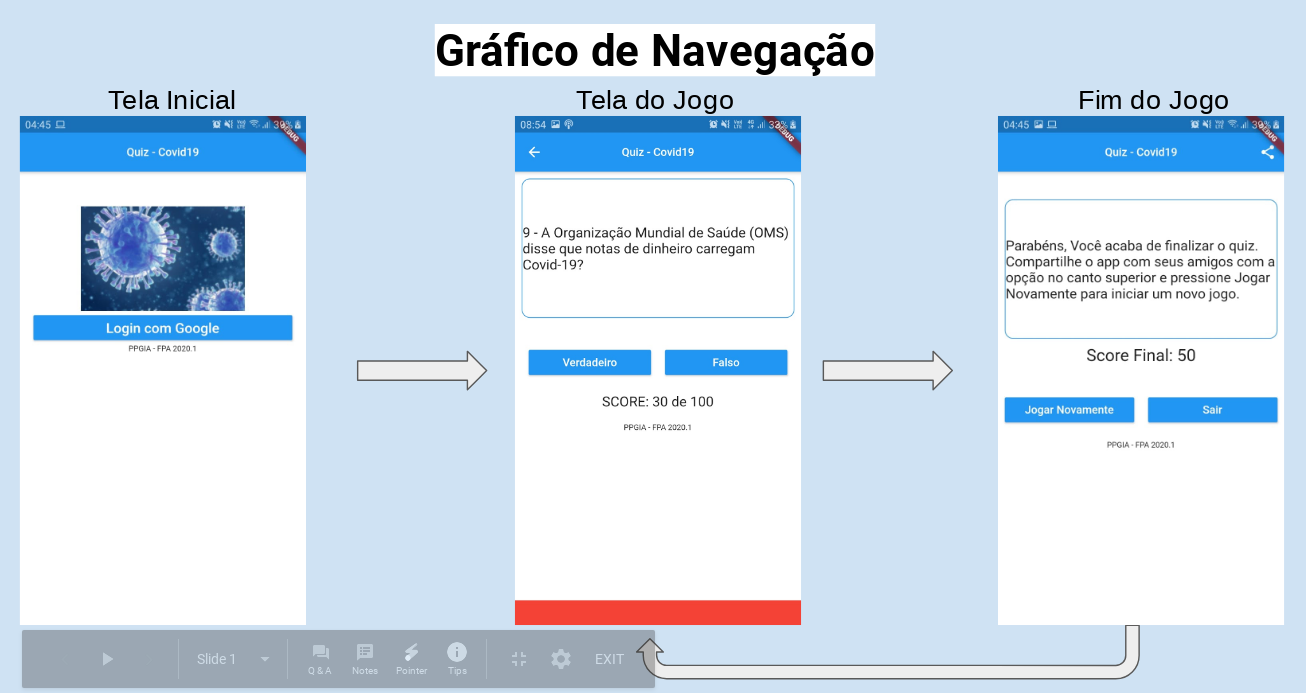 Gráfico de Navegação
Tela Inicial
04:45
39%
DEBUG
Quiz - Covid19
Login com Google
PPGIA - FPA 2020.1
Tela do Jogo
08:54
33%
DEBUG
Quiz - Covid19
9 - A Organização Mundial de Saúde (OMS)
disse que notas de dinheiro carregam
Covid-19?
Verdadeiro Falso
SCORE: 30 de 100
PPGIA - FPA 2020.1
Fim do Jogo
04:45
39%
DEBUG
Quiz - Covid19
Parabéns, Você acaba de finalizar o quiz.
Compartilhe o app com seus amigos com a
opção no canto superior e pressione Jogar
Novamente para iniciar um novo jogo.
Score Final: 50
Jogar Novamente Sair
PPGIA - FPA 2020.1
Slide 1 Q & A Notes Pointer Tips EXIT